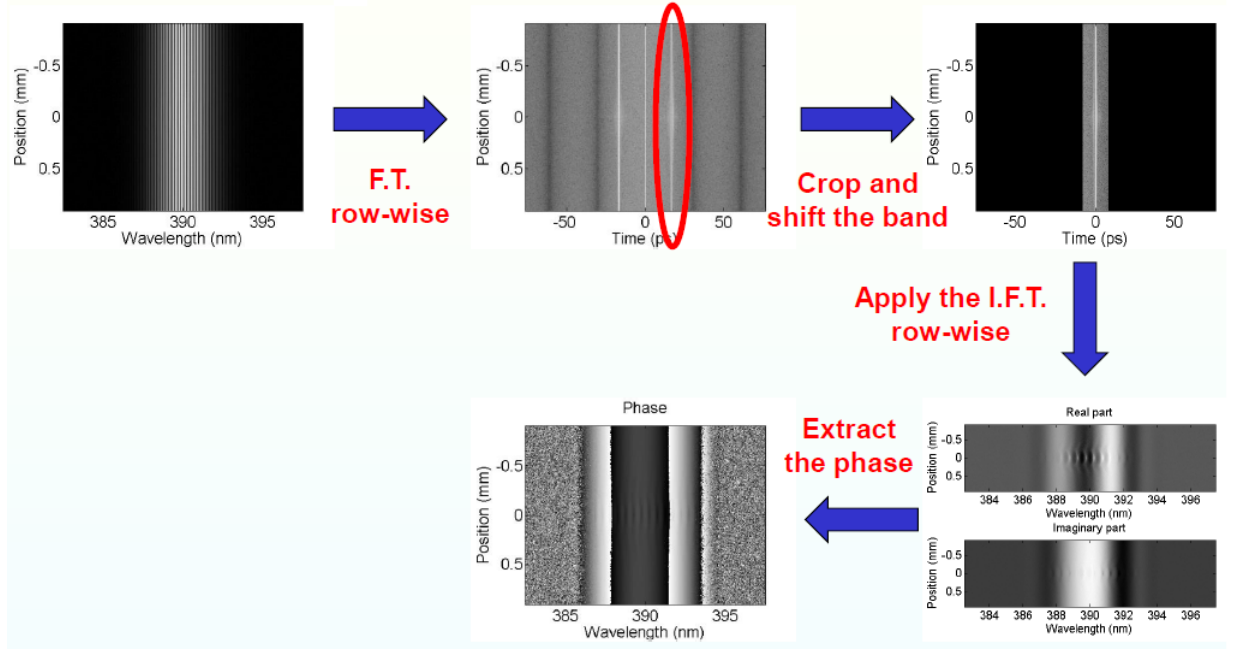 Position (mm)
-0.5
0
0.5
385
390
395
Wavelength (nm)
F.T.
row-wise
Position (mm)
-0.5
0
0.5
-50
0
50
Time (ps)
Crop and
shift the band
Position (mm)
-0.5
0
0.5
-50
0
50
Time (ps)
Apply the I.F.T.
row-wise
Phase
Position (mm)
-0.5
0
0.5
385
390
395
Wavelength (nm)
Extract
the phase
Real part
Position (mm)
-0.5
0
0.5
384
386
388
390
392
394
396
Wavelength (nm)
Imaginary part
Position (mm)
-0.5
0
0.5
384
386
388
390
392
394
396
Wavelength (nm)